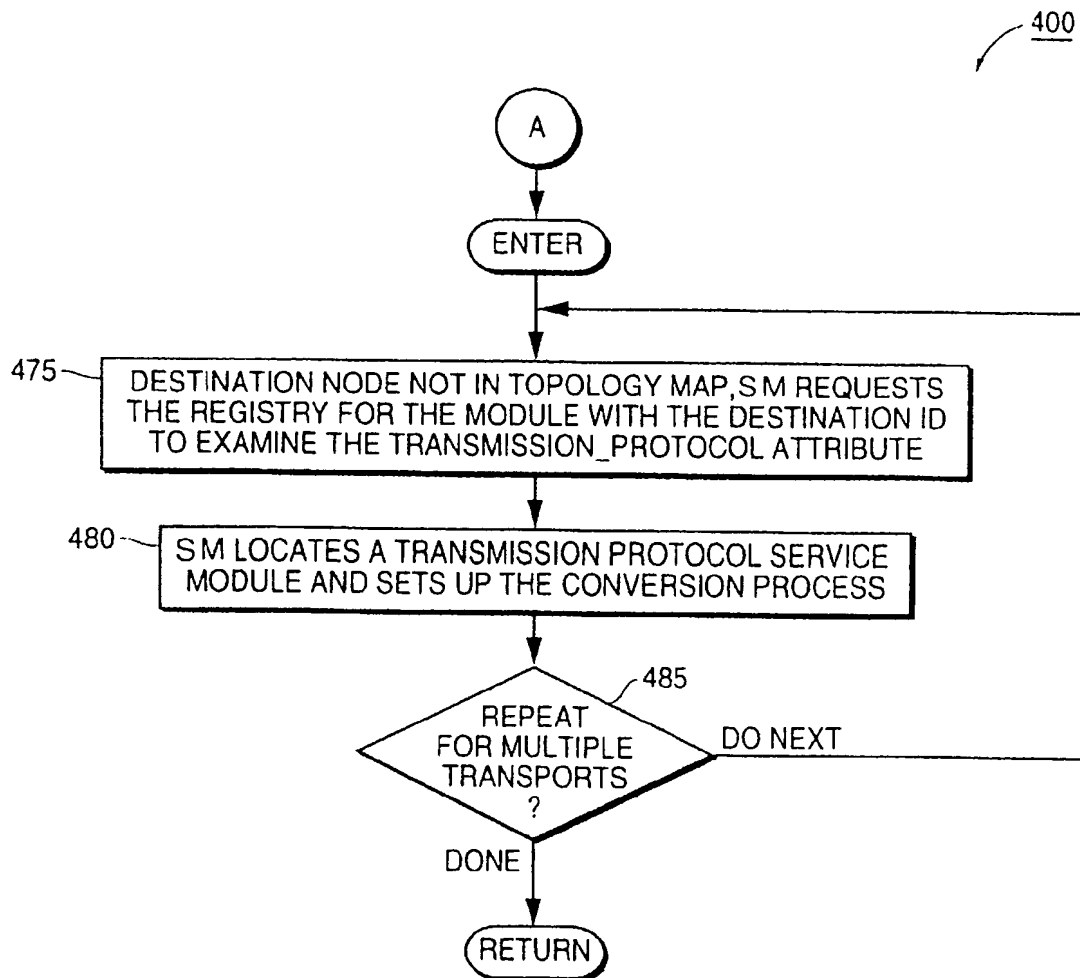 400
A
ENTER
475
DESTINATION NODE NOT IN TOPOLOGY MAP,SM REQUESTS
THE REGISTRY FOR THE MODULE WITH THE DESTINATION ID
TO EXAMINE THE TRANSMISSION_PROTOCOL ATTRIBUTE
480
SM LOCATES A TRANSMISSION PROTOCOL SERVICE
MODULE AND SETS UP THE CONVERSION PROCESS
485
REPEAT
FOR MULTIPLE
TRANSPORTS
?
DO NEXT
DONE
RETURN